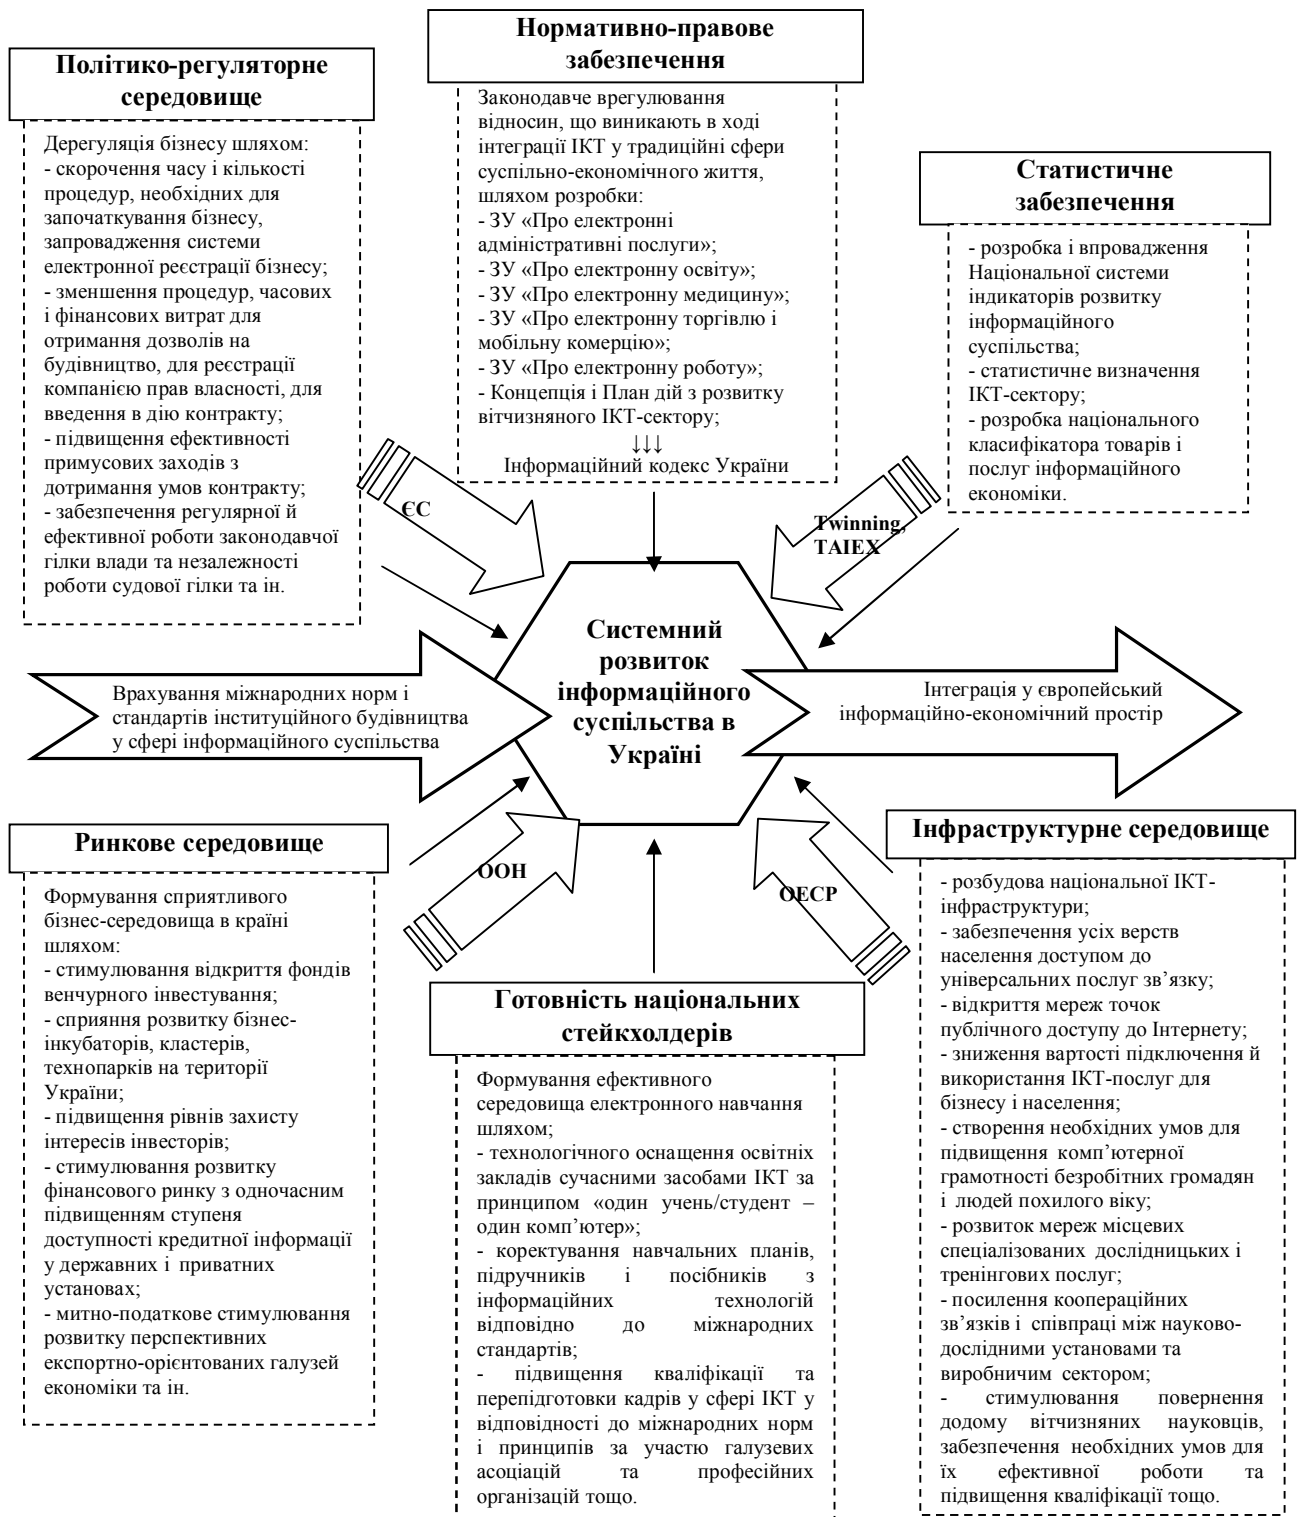 Нормативно-правове
забезпечення
Законодавче врегулювання
відносин, що виникають в ході
інтеграції ІКТ у традиційні сфери
суспільно-економічного життя,
шляхом розробки:
- ЗУ «Про електронні
адміністративні послуги»;
- ЗУ «Про електронну освіту»;
- ЗУ «Про електронну медицину»;
- ЗУ «Про електронну торгівлю і
мобільну комерцію»;
- ЗУ «Про електронну роботу»;
- Концепція і План дій з розвитку
вітчизняного ІКТ-сектору;
↓↓↓
Інформаційний кодекс України
Політико-регуляторне
середовище
Дерегуляція бізнесу шляхом:
- скорочення часу і кількості
процедур, необхідних для
започаткування бізнесу,
запровадження системи
електронної реєстрації бізнесу;
- зменшення процедур, часових
і фінансових витрат для
отримання дозволів на
будівництво, для реєстрації
компанією прав власності, для
введення в дію контракту;
- підвищення ефективності
примусових заходів з
дотримання умов контракту;
- забезпечення регулярної й
ефективної роботи законодавчої
гілки влади та незалежності
роботи судової гілки та ін.
Статистичне
забезпечення
- розробка і впровадження
Національної системи
індикаторів розвитку
інформаційного
суспільства;
- статистичне визначення
ІКТ-сектору;
- розробка національного
класифікатора товарів і
послуг інформаційного
економіки.
ЄС
Twinning,
TAIEX
Системний
розвиток
інформаційного
суспільства в
Україні
Врахування міжнародних норм і
стандартів інституційного будівництва
у сфері інформаційного суспільства
Інтеграція у європейський
інформаційно-економічний простір
ООН
ОЕСР
Ринкове середовище
Формування сприятливого
бізнес-середовища в країні
шляхом:
- стимулювання відкриття фондів
венчурного інвестування;
- сприяння розвитку бізнес-
інкубаторів, кластерів,
технопарків на території
України;
- підвищення рівнів захисту
інтересів інвесторів;
- стимулювання розвитку
фінансового ринку з одночасним
підвищенням ступеня
доступності кредитної інформації
у державних і приватних
установах;
- митно-податкове стимулювання
розвитку перспективних
експортно-орієнтованих галузей
економіки та ін.
Готовність національних
стейкхолдерів
Формування ефективного
середовища електронного навчання
шляхом;
- технологічного оснащення освітніх
закладів сучасними засобами ІКТ за
принципом «один учень/студент –
один комп’ютер»;
- коректування навчальних планів,
підручників і посібників з
інформаційних технологій
відповідно до міжнародних
стандартів;
- підвищення кваліфікації та
перепідготовки кадрів у сфері ІКТ у
відповідності до міжнародних норм
і принципів за участю галузевих
асоціацій та професійних
організацій тощо.
Інфраструктурне середовище
- розбудова національної ІКТ-
інфраструктури;
- забезпечення усіх верств
населення доступом до
універсальних послуг зв’язку;
- відкриття мереж точок
публічного доступу до Інтернету;
- зниження вартості підключення й
використання ІКТ-послуг для
бізнесу і населення;
- створення необхідних умов для
підвищення комп’ютерної
грамотності безробітних громадян
і людей похилого віку;
- розвиток мереж місцевих
спеціалізованих дослідницьких і
тренінгових послуг;
- посилення коопераційних
зв’язків і співпраці між науково-
дослідними установами та
виробничим сектором;
- стимулювання повернення
додому вітчизняних науковців,
забезпечення необхідних умов для
їх ефективної роботи та
підвищення кваліфікації тощо.